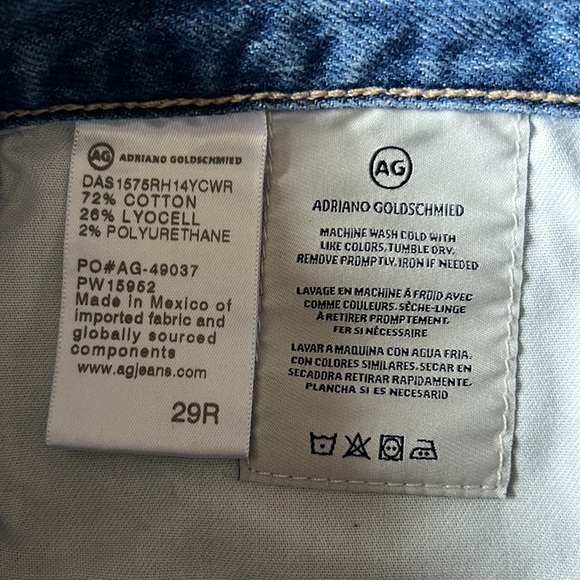 AG ADRIANO GOLDSCHMIED
DAS1575RH14YCWR
72% COTTON
26% LYOCELL
2% POLYURETHANE
PO#AG-49037
PW15952
Made in Mexico of
imported fabric and
globally sourced
components
www.agjeans.com
29R
AG
ADRIANO GOLDSCHMIED
MACHINE WASH COLD WITH
LIKE COLORS. TUMBLE DRY.
REMOVE PROMPTLY. IRON IF NEEDED
LAVAGE EN MACHINE À FROID AVEC
COMME COULEURS. SÈCHE-LINGE
À RETIRER PROMPTEMENT.
FER SI NÉCESSAIRE
LAVAR A MAQUINA CON AGUA FRIA.
CON COLORES SIMILARES. SECAR EN
SECADORA RETIRAR RAPIDAMENTE.
PLANCHA SI ES NECESARIO